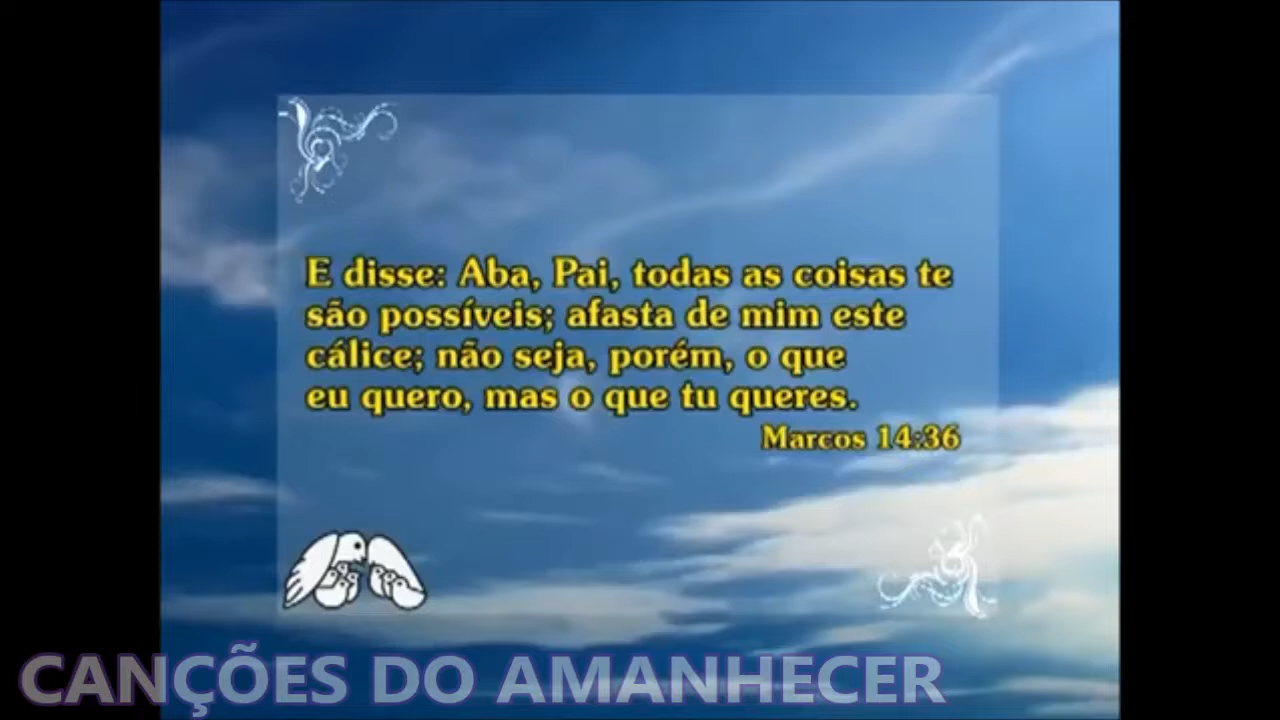 E disse: Aba, Pai, todas as coisas te
são possíveis; afasta de mim este
cálice; não seja, porém, o que
eu quero, mas o que tu queres.
Marcos 14:36
CANÇÕES DO AMANHECER